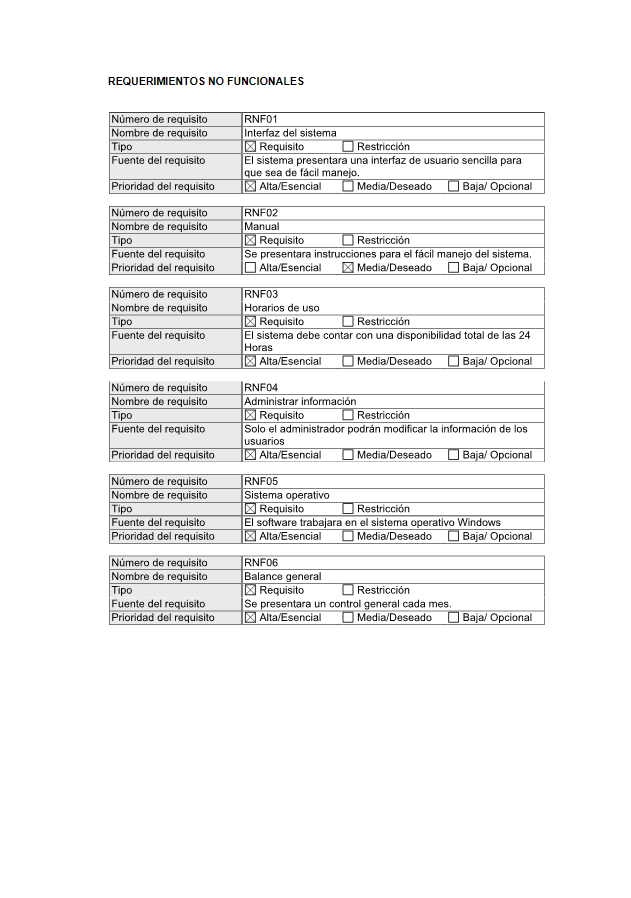 REQUERIMIENTOS NO FUNCIONALES
Número de requisito RNF01
Nombre de requisito Interfaz del sistema
Tipo ☒ Requisito ☐ Restricción
Fuente del requisito El sistema presentara una interfaz de usuario sencilla para
que sea de fácil manejo.
Prioridad del requisito ☒ Alta/Esencial ☐ Media/Deseado ☐ Baja/ Opcional
Número de requisito RNF02
Nombre de requisito Manual
Tipo ☒ Requisito ☐ Restricción
Fuente del requisito Se presentara instrucciones para el fácil manejo del sistema.
Prioridad del requisito ☐ Alta/Esencial ☒ Media/Deseado ☐ Baja/ Opcional
Número de requisito RNF03
Nombre de requisito Horarios de uso
Tipo ☒ Requisito ☐ Restricción
Fuente del requisito El sistema debe contar con una disponibilidad total de las 24
Horas
Prioridad del requisito ☒ Alta/Esencial ☐ Media/Deseado ☐ Baja/ Opcional
Número de requisito RNF04
Nombre de requisito Administrar información
Tipo ☒ Requisito ☐ Restricción
Fuente del requisito Solo el administrador podrán modificar la información de los
usuarios
Prioridad del requisito ☒ Alta/Esencial ☐ Media/Deseado ☐ Baja/ Opcional
Número de requisito RNF05
Nombre de requisito Sistema operativo
Tipo ☒ Requisito ☐ Restricción
Fuente del requisito El software trabajara en el sistema operativo Windows
Prioridad del requisito ☒ Alta/Esencial ☐ Media/Deseado ☐ Baja/ Opcional
Número de requisito RNF06
Nombre de requisito Balance general
Tipo ☒ Requisito ☐ Restricción
Fuente del requisito Se presentara un control general cada mes.
Prioridad del requisito ☒ Alta/Esencial ☐ Media/Deseado ☐ Baja/ Opcional